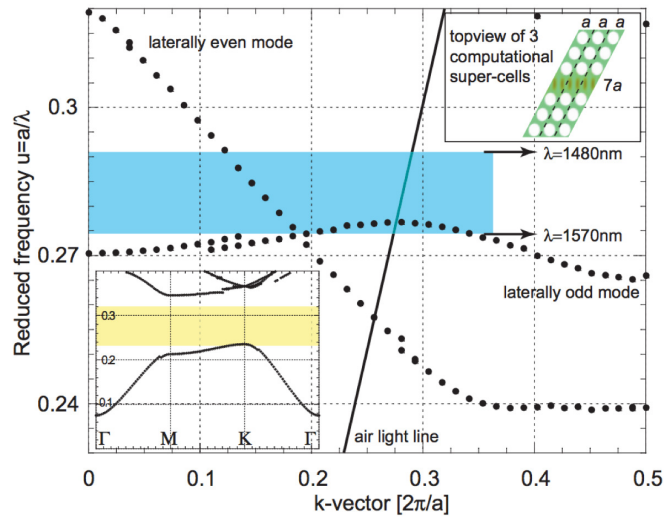 laterally even mode
a a a
topview of 3
computational
super-cells
7a
λ=1480nm
λ=1570nm
laterally odd mode
air light line
Reduced frequency u=a/λ
0.3
0.27
0.24
0 0.1 0.2 0.3 0.4 0.5
k-vector [2π/a]
0.3
0.2
0.1
Γ M K Γ